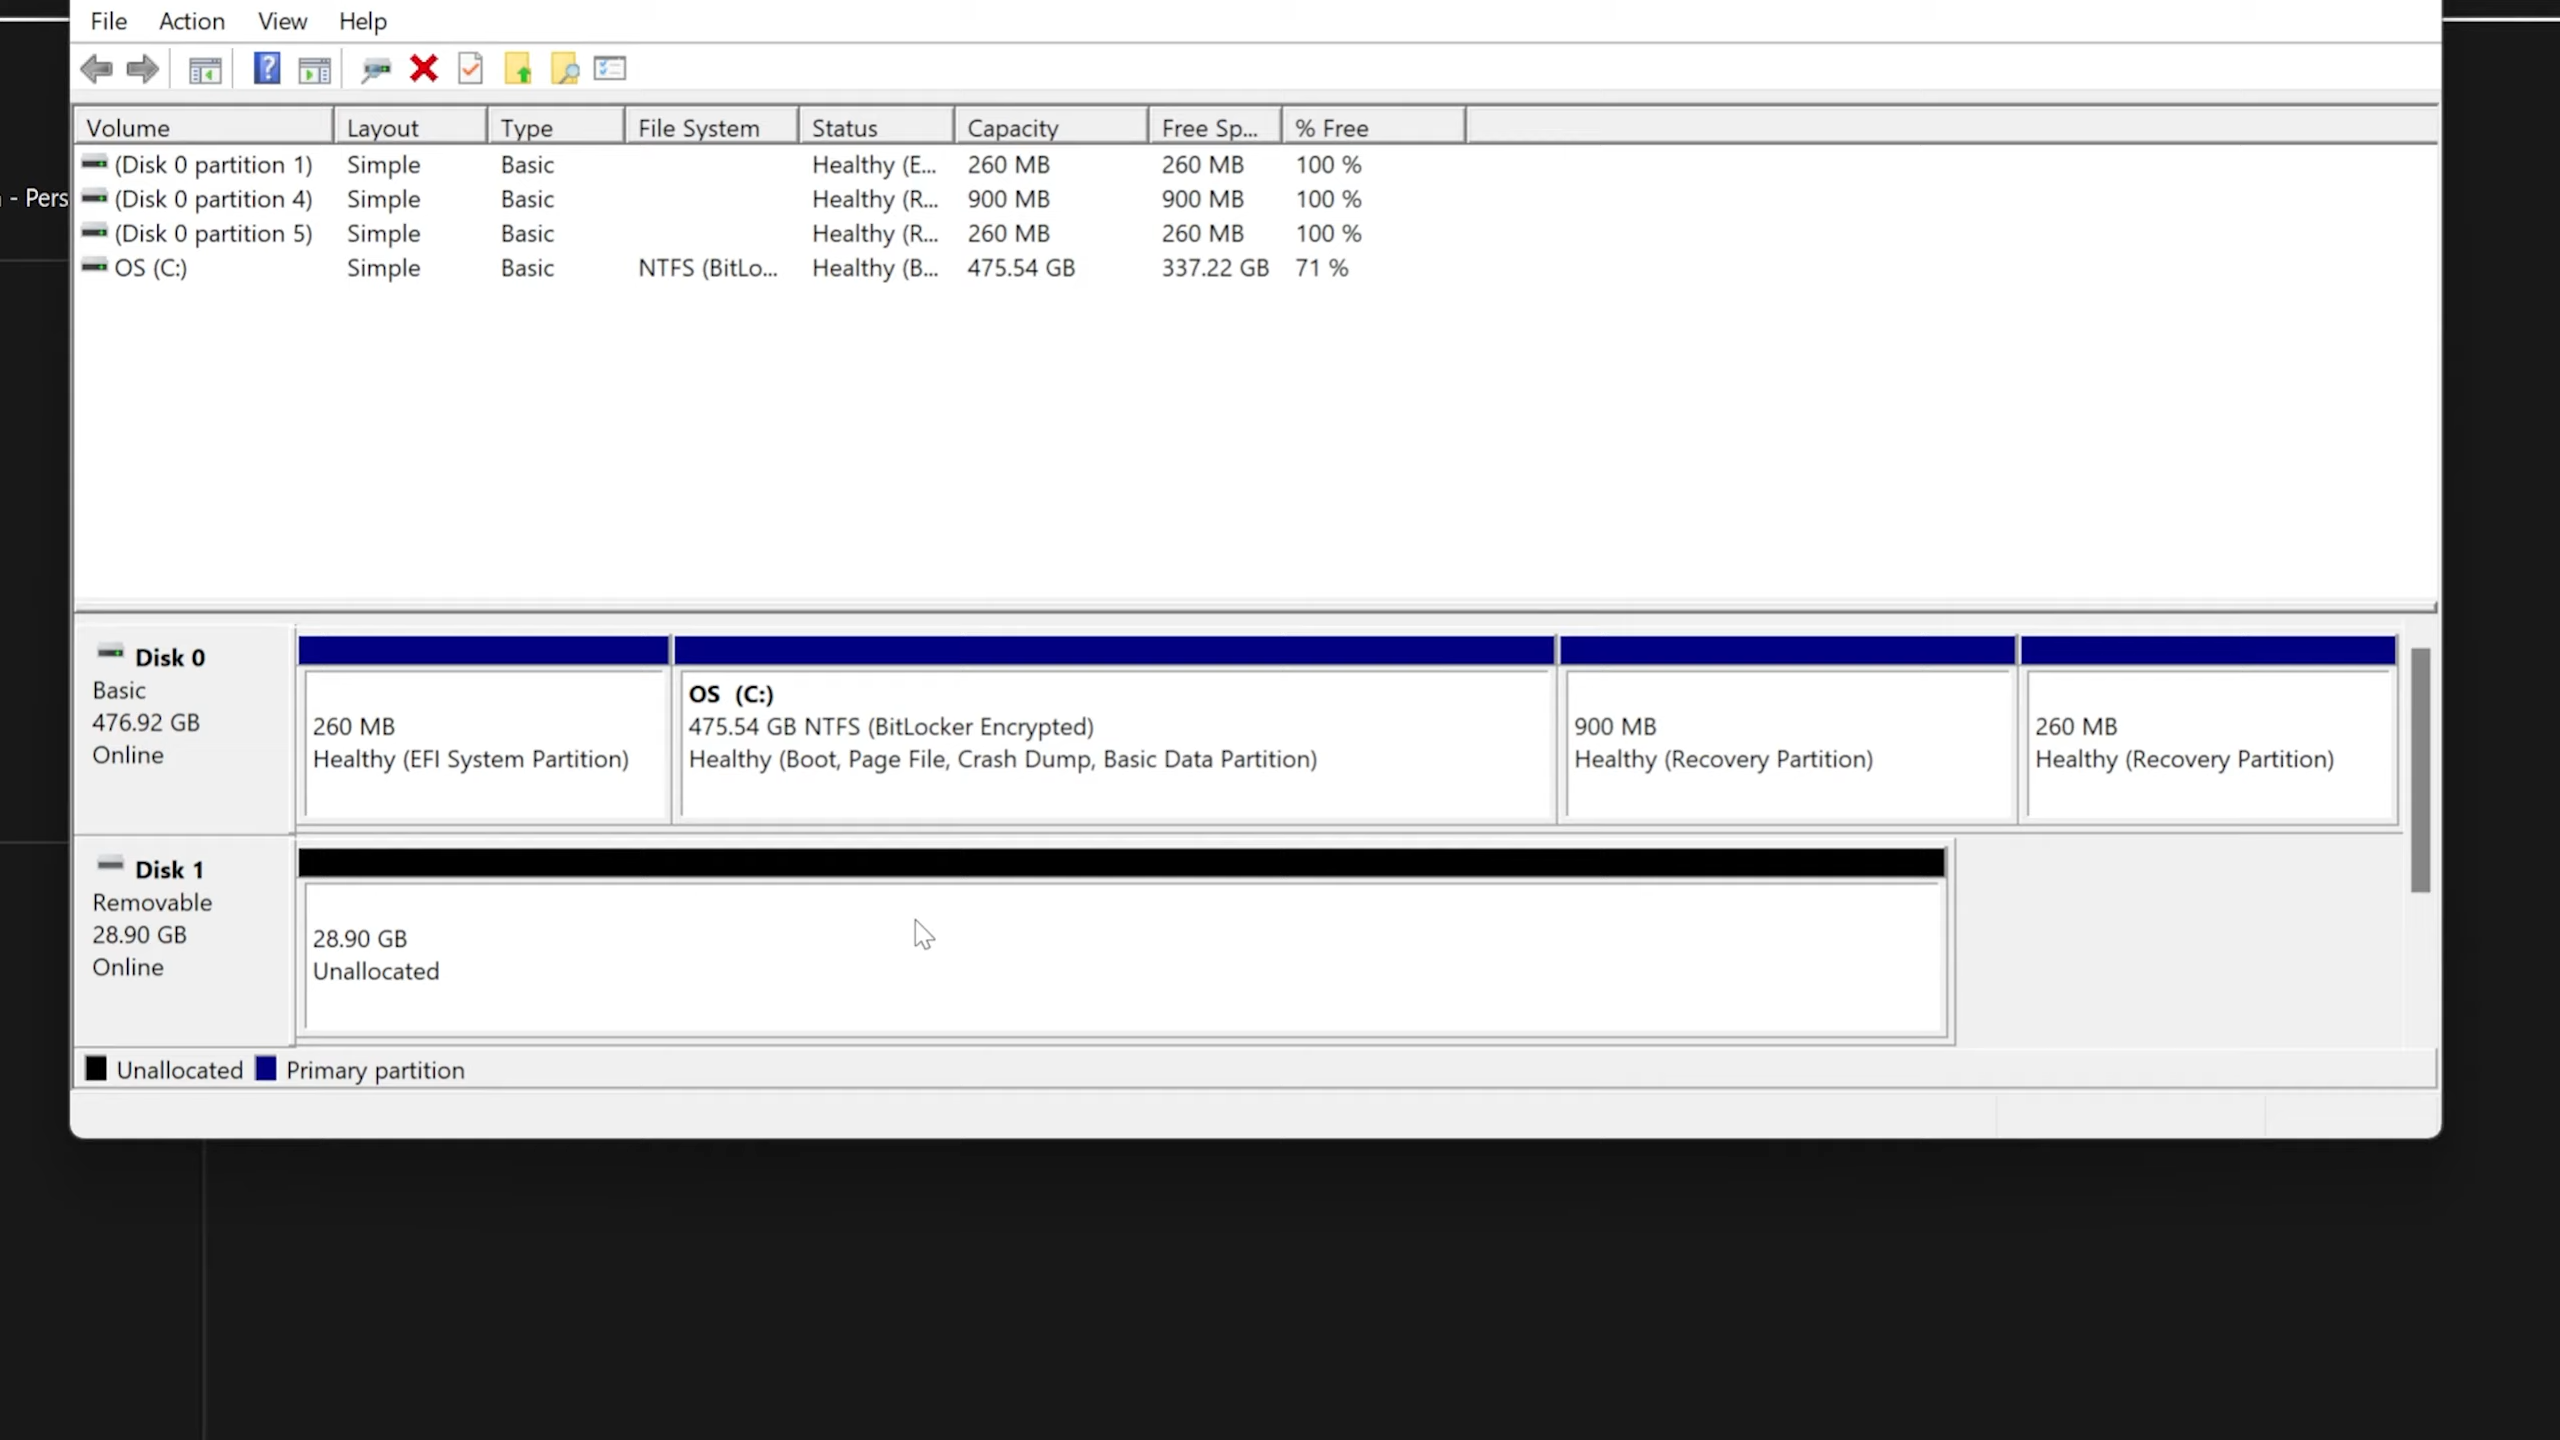 File Action View Help
Volume Layout Type File System Status Capacity Free Sp... % Free
(Disk 0 partition 1) Simple Basic Healthy (E... 260 MB 260 MB 100 %
- Pers
(Disk 0 partition 4) Simple Basic Healthy (R... 900 MB 900 MB 100 %
(Disk 0 partition 5) Simple Basic Healthy (R... 260 MB 260 MB 100 %
OS (C:) Simple Basic NTFS (BitLo... Healthy (B... 475.54 GB 337.22 GB 71 %
Disk 0
Basic
476.92 GB
Online
260 MB
Healthy (EFI System Partition)
OS (C:)
475.54 GB NTFS (BitLocker Encrypted)
Healthy (Boot, Page File, Crash Dump, Basic Data Partition)
900 MB
Healthy (Recovery Partition)
260 MB
Healthy (Recovery Partition)
Disk 1
Removable
28.90 GB
Online
28.90 GB
Unallocated
Unallocated Primary partition